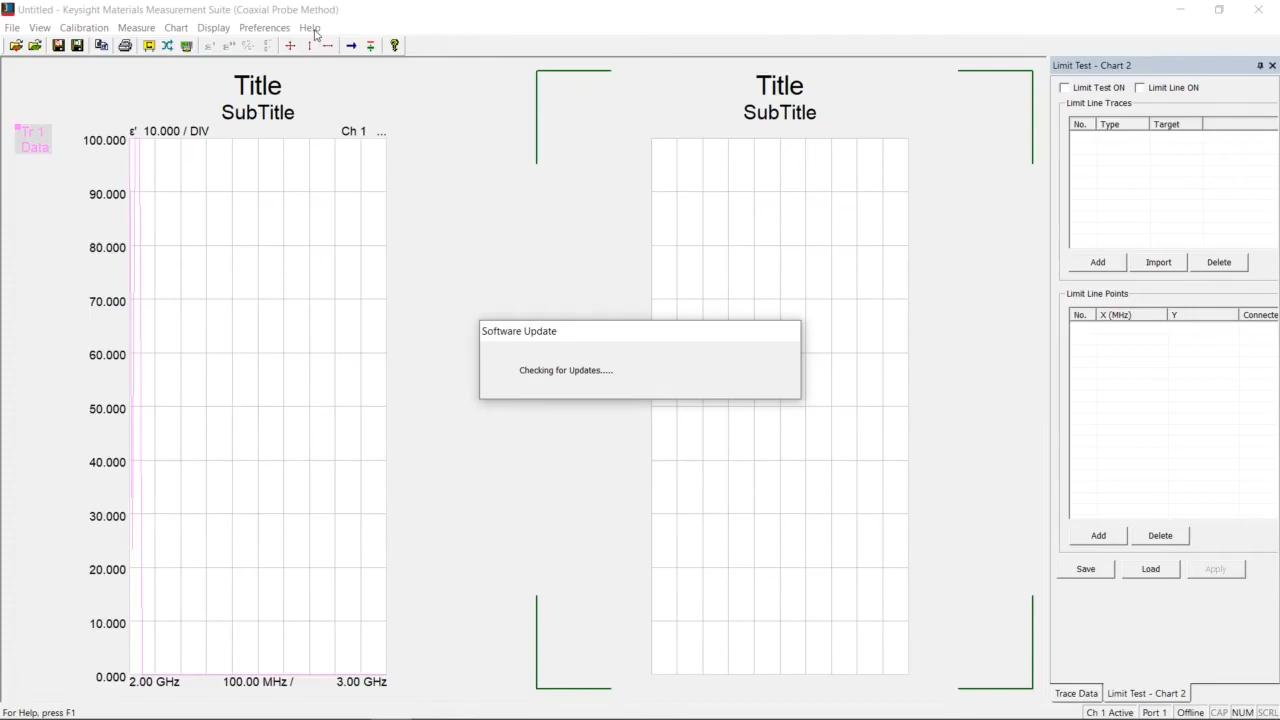 Untitled - Keysight Materials Measurement Suite (Coaxial Probe Method)
File View Calibration Measure Chart Display Preferences Help
Title
SubTitle
Tr 1
Data
ε' 10.000 / DIV Ch 1 ...
100.000
90.000
80.000
70.000
60.000
50.000
40.000
30.000
20.000
10.000
0.000
2.00 GHz 100.00 MHz / 3.00 GHz
Title
SubTitle
Software Update
Checking for Updates.....
Limit Test - Chart 2
Limit Test ON Limit Line ON
Limit Line Traces
No. Type Target
Add Import Delete
Limit Line Points
No. X (MHz) Y Connecte
Add Delete
Save Load Apply
Trace Data Limit Test - Chart 2
For Help, press F1
Ch 1 Active Port 1 Offline CAP NUM SCRL